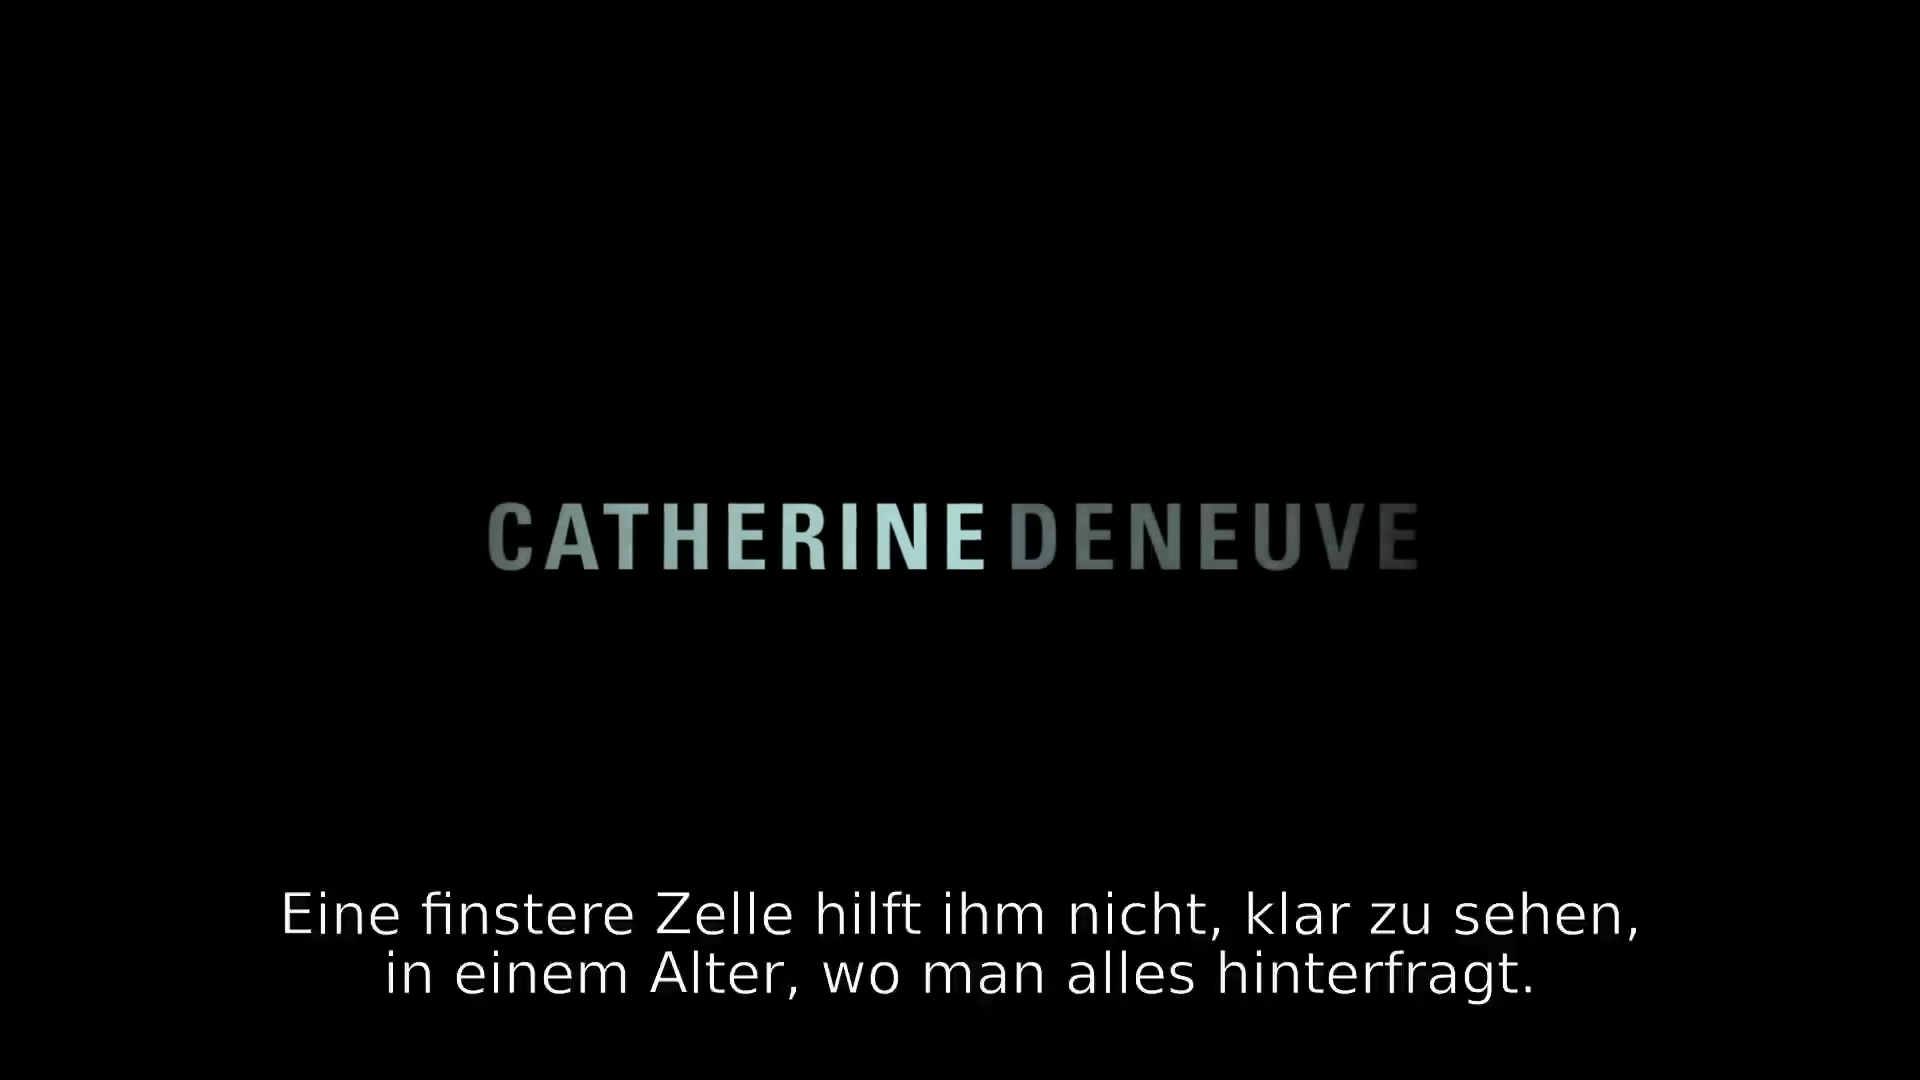 CATHERINE DENEUVE
Eine finstere Zelle hilft ihm nicht, klar zu sehen,
in einem Alter, wo man alles hinterfragt.